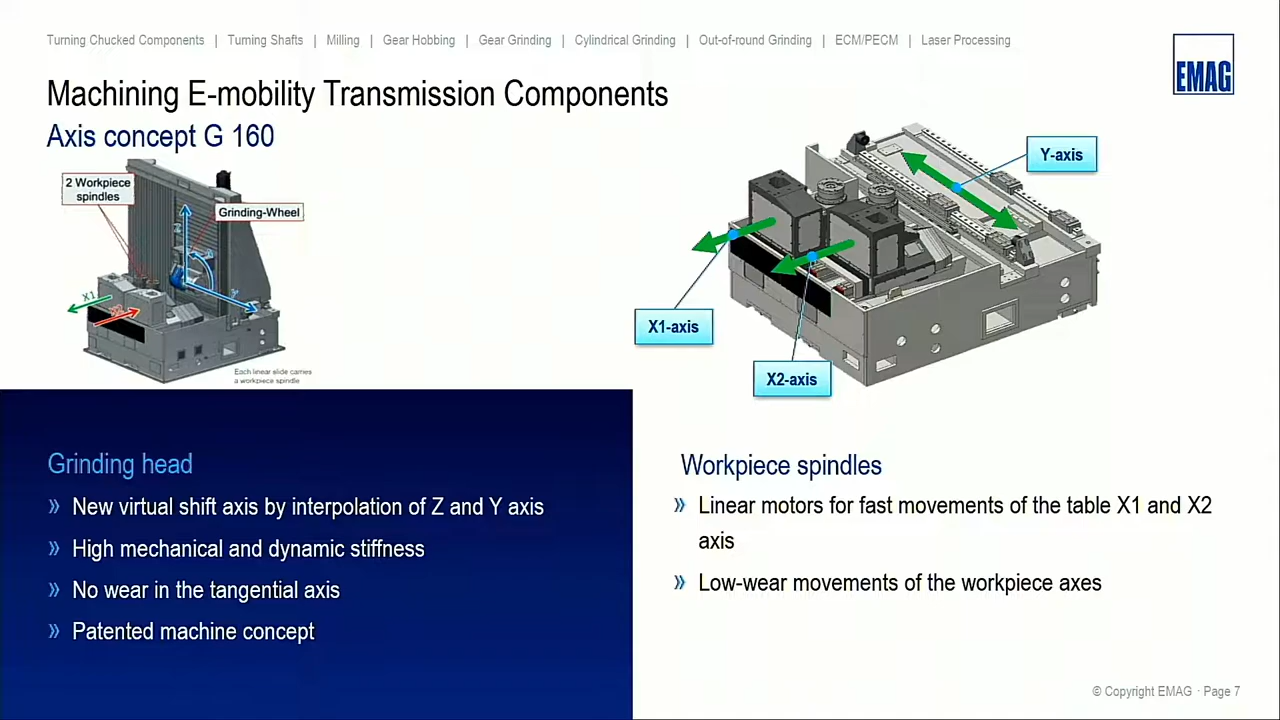 Turning Chucked Components | Turning Shafts | Milling | Gear Hobbing | Gear Grinding | Cylindrical Grinding | Out-of-round Grinding | ECM/PECM | Laser Processing
EMAG
Machining E-mobility Transmission Components
Axis concept G 160
2 Workpiece
spindles
Grinding-Wheel
X1
Each linear slide carries
a workpiece spindle
Y-axis
X1-axis
X2-axis
Grinding head
» New virtual shift axis by interpolation of Z and Y axis
» High mechanical and dynamic stiffness
» No wear in the tangential axis
» Patented machine concept
Workpiece spindles
» Linear motors for fast movements of the table X1 and X2
axis
» Low-wear movements of the workpiece axes
© Copyright EMAG · Page 7